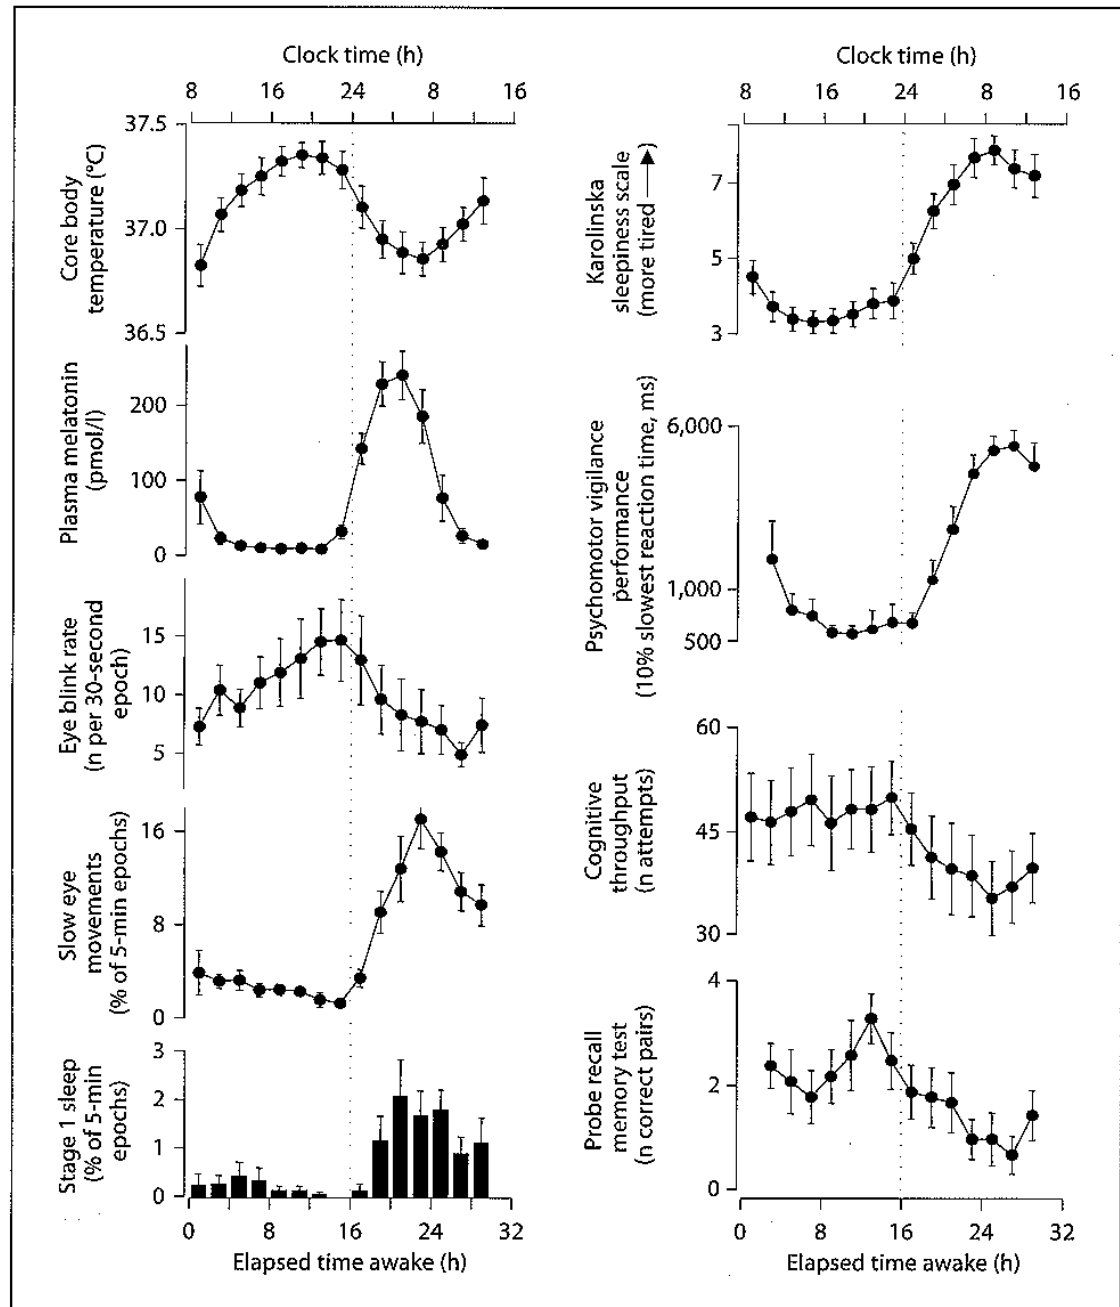 Clock time (h)
8 16 24 8 16
Core body
temperature (°C)
37.5
37.0
36.5
Plasma melatonin
(pmol/l)
200
100
0
Eye blink rate
(n per 30-second
epoch)
15
10
5
Slow eye
movements
(% of 5-min epochs)
16
8
0
Stage 1 sleep
(% of 5-min
epochs)
3
2
1
0
0 8 16 24 32
Elapsed time awake (h)
Clock time (h)
8 16 24 8 16
Karolinska
sleepiness scale
(more tired →)
7
5
3
Psychomotor vigilance
performance
(10% slowest reaction time, ms)
6,000
1,000
500
Cognitive
throughput
(n attempts)
60
45
30
Probe recall
memory test
(n correct pairs)
4
2
0
0 8 16 24 32
Elapsed time awake (h)